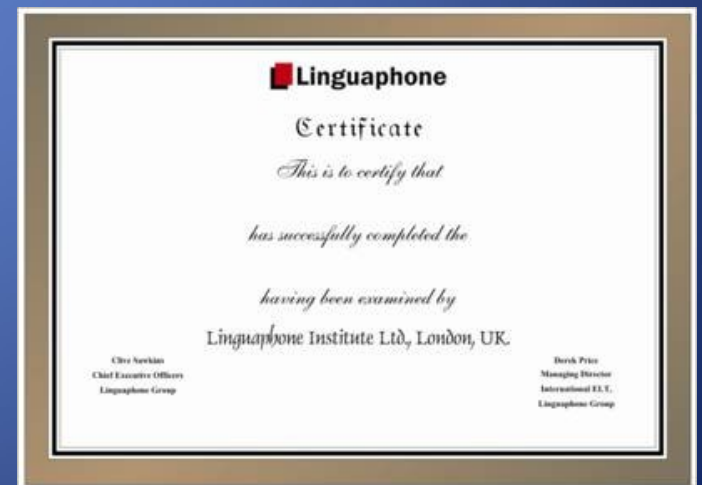 Linguaphone
Certificate
This is to certify that
has successfully completed the
having been examined by
Linguaphone Institute Ltd., London, UK.
Clive Sawkins
Chief Executive Officers
Linguaphone Group
Derek Price
Managing Director
International ELT,
Linguaphone Group